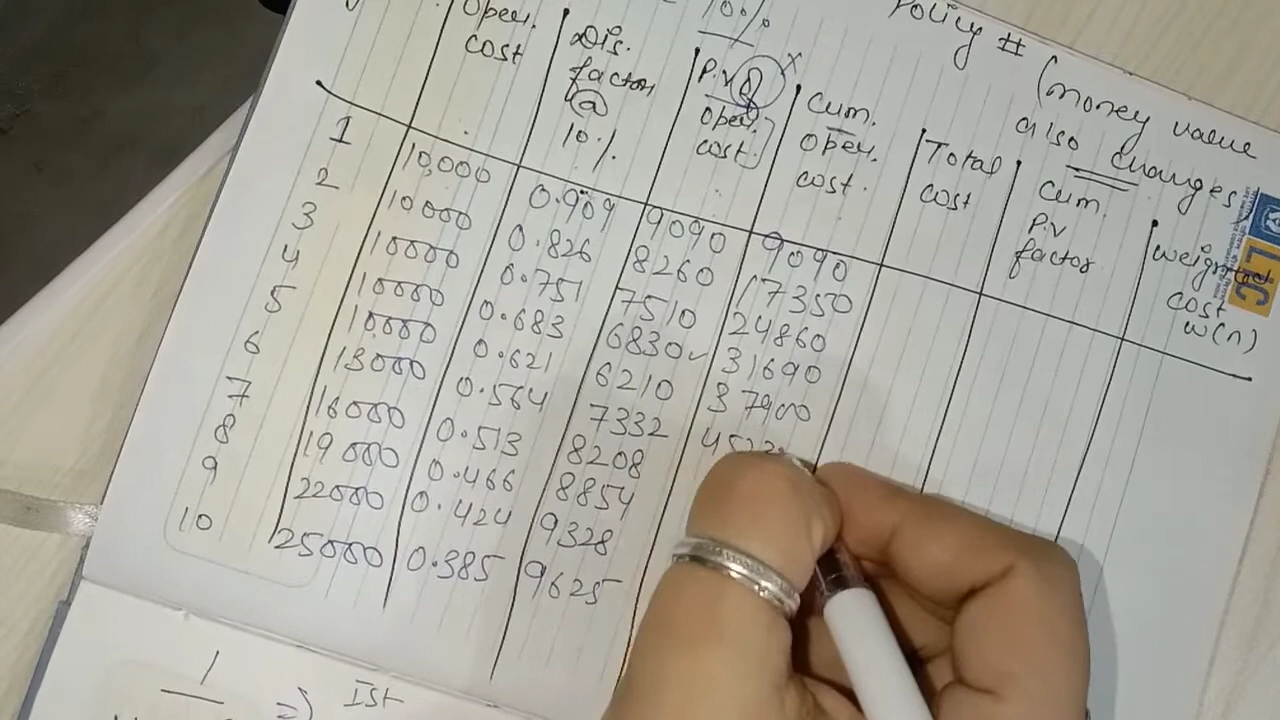 10%
Policy # (money value
also changes
Oper. cost
Dis. factor @ 10%
P.V of Oper. cost
Cum. Oper. cost.
Total cost
Cum. P.V factor
weighted cost w(n)
1 10,000 0.909 9090 9090
2 10000 0.826 8260 17350
3 10000 0.751 7510 24860
4 10000 0.683 6830 31690
5 10,000 0.621 6210 37900
6 13000 0.564 7332
7 16000 0.513 8208
8 19000 0.466 8854
9 22000 0.424 9328
10 25000 0.385 9625
1 => Ist